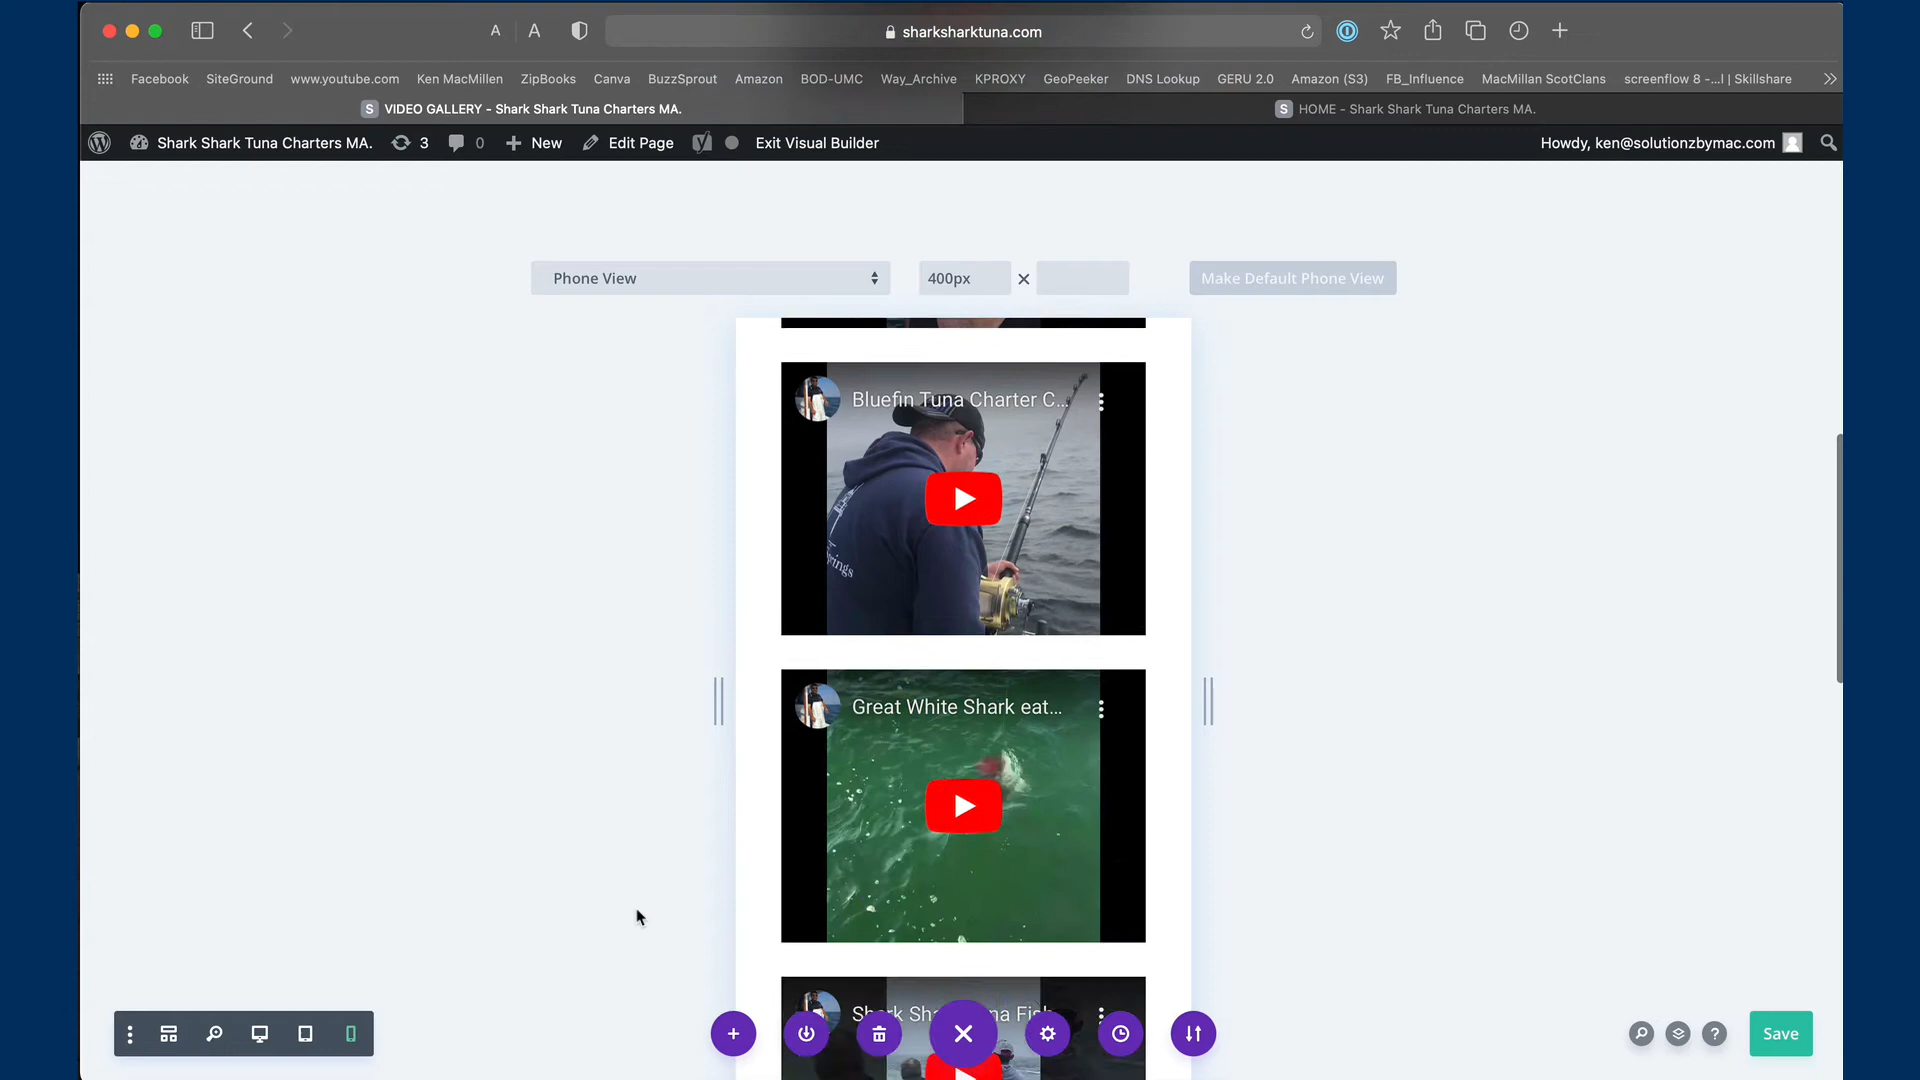 A A sharksharktuna.com
Facebook SiteGround www.youtube.com Ken MacMillen ZipBooks Canva BuzzSprout Amazon BOD-UMC Way_Archive KPROXY GeoPeeker DNS Lookup GERU 2.0 Amazon (S3) FB_Influence MacMillan ScotClans screenflow 8 -...l | Skillshare
S VIDEO GALLERY - Shark Shark Tuna Charters MA. S HOME - Shark Shark Tuna Charters MA.
Shark Shark Tuna Charters MA. 3 0 New Edit Page Exit Visual Builder Howdy, ken@solutionzbymac.com
Phone View 400px Make Default Phone View
Bluefin Tuna Charter C...
Great White Shark eat...
Save